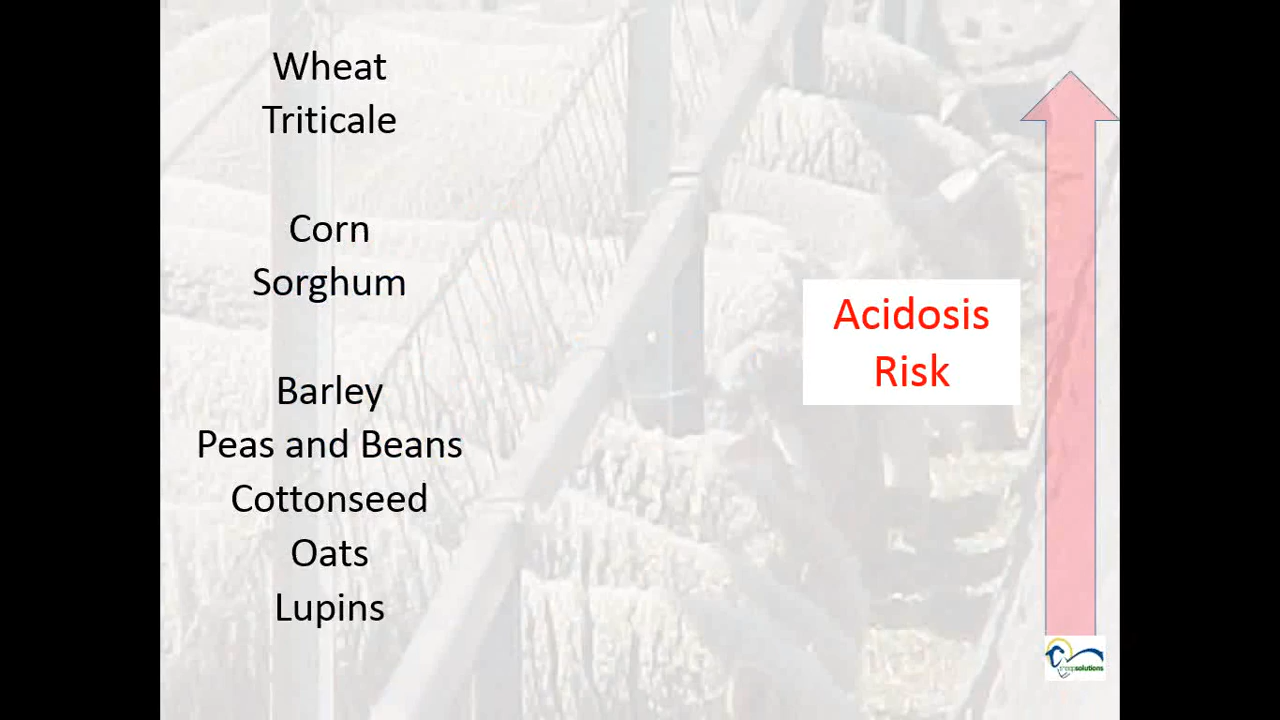 Wheat
Triticale
Corn
Sorghum
Barley
Peas and Beans
Cottonseed
Oats
Lupins
Acidosis
Risk